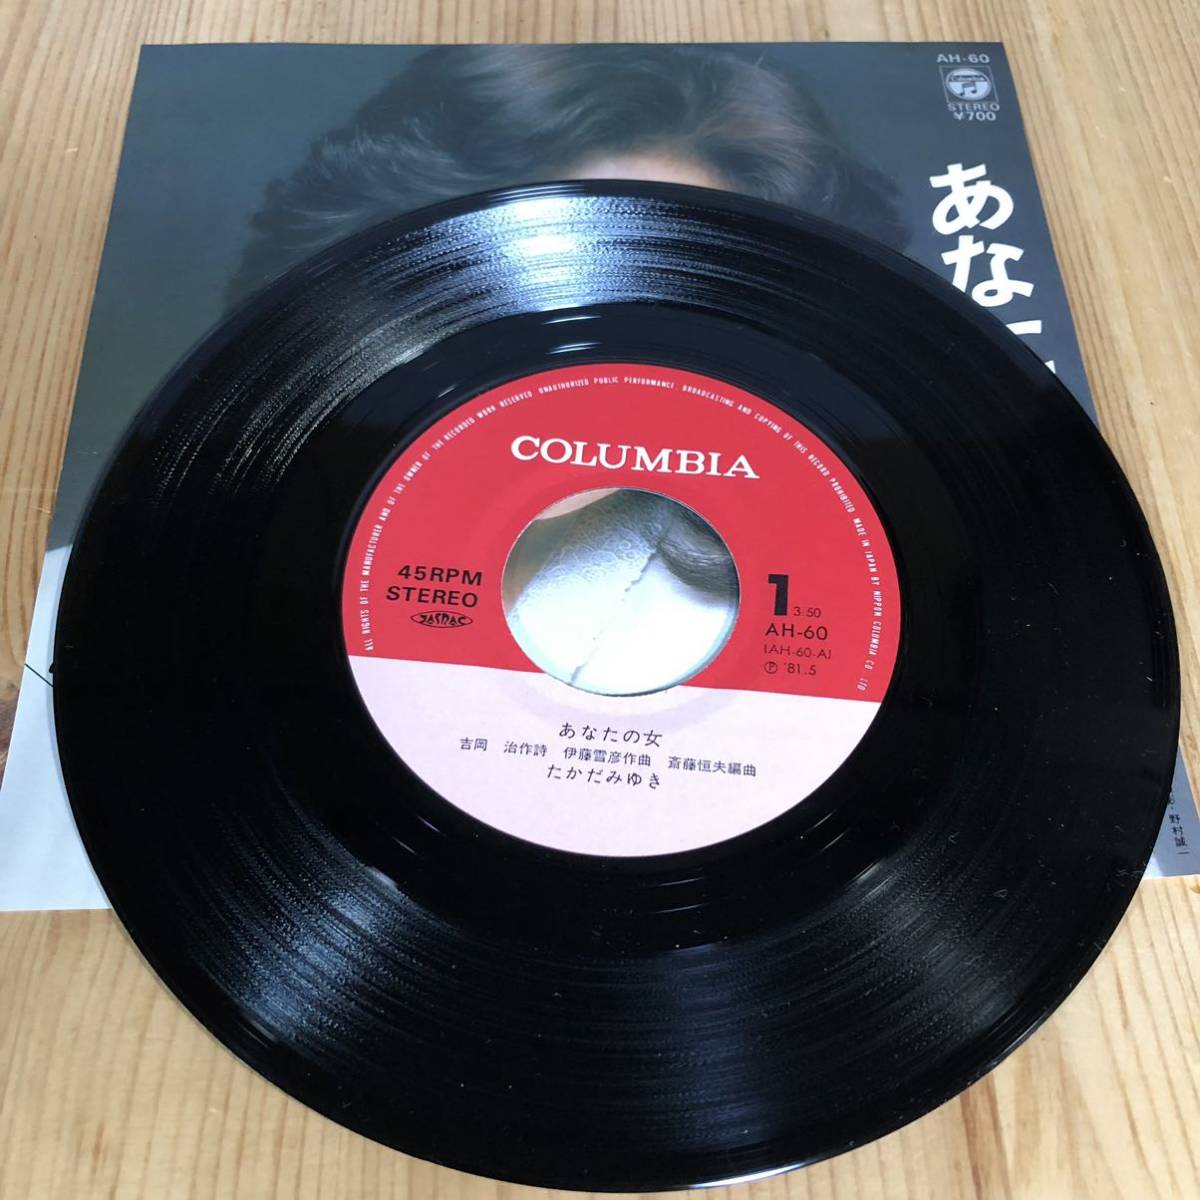 AH-60
Columbia
STEREO
¥700
あなた
ALL RIGHTS OF THE MANUFACTURER AND OF THE OWNER OF THE RECORDED WORK RESERVED UNAUTHORIZED PUBLIC PERFORMANCE, BROADCASTING AND COPYING OF THIS RECORD PROHIBITED. MADE IN JAPAN BY NIPPON COLUMBIA CO., LTD
COLUMBIA
45RPM
STEREO
JASRAC
1 3:50
AH-60
(AH-60-A)
Ⓟ '81.5
あなたの女
吉岡 治作詩 伊藤雪彦作曲 斎藤恒夫編曲
たかだみゆき
野村誠一